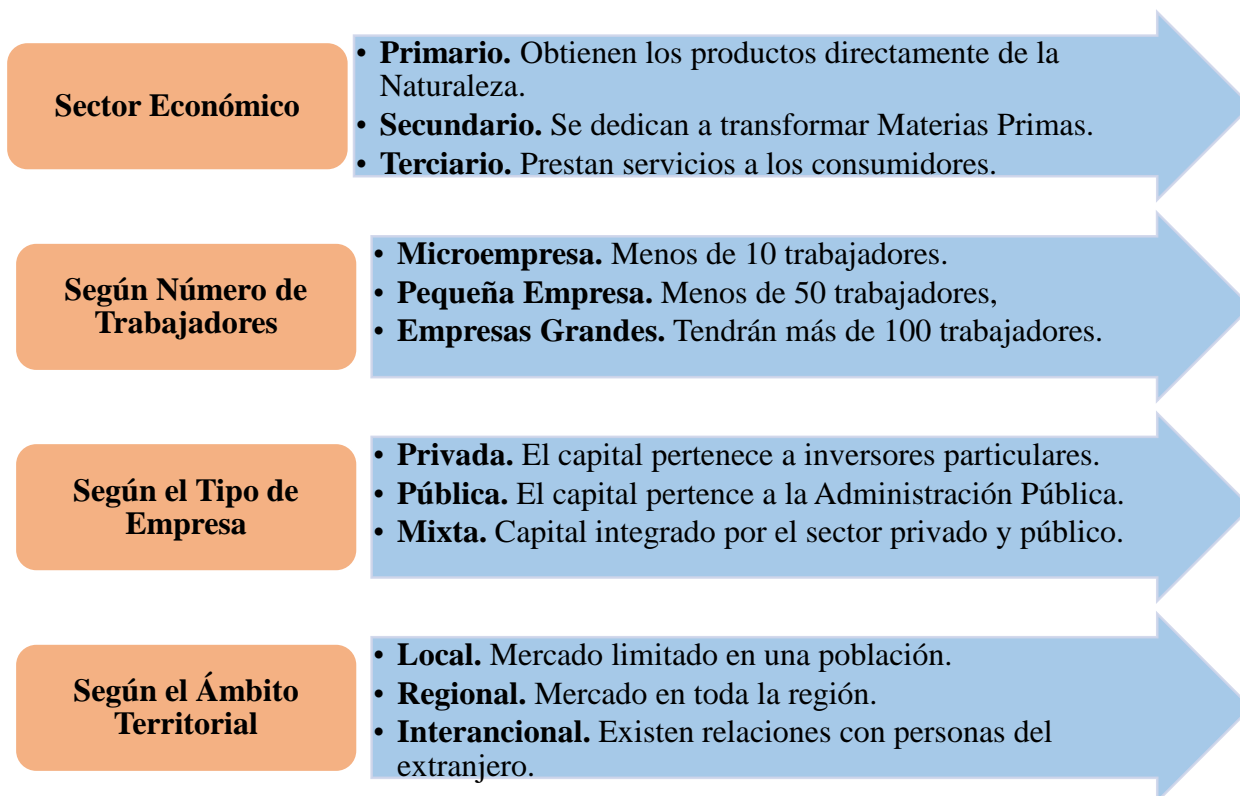 Sector Económico
• Primario. Obtienen los productos directamente de la
Naturaleza.
• Secundario. Se dedican a transformar Materias Primas.
• Terciario. Prestan servicios a los consumidores.
Según Número de
Trabajadores
• Microempresa. Menos de 10 trabajadores.
• Pequeña Empresa. Menos de 50 trabajadores,
• Empresas Grandes. Tendrán más de 100 trabajadores.
Según el Tipo de
Empresa
• Privada. El capital pertenece a inversores particulares.
• Pública. El capital pertence a la Administración Pública.
• Mixta. Capital integrado por el sector privado y público.
Según el Ámbito
Territorial
• Local. Mercado limitado en una población.
• Regional. Mercado en toda la región.
• Interancional. Existen relaciones con personas del
extranjero.